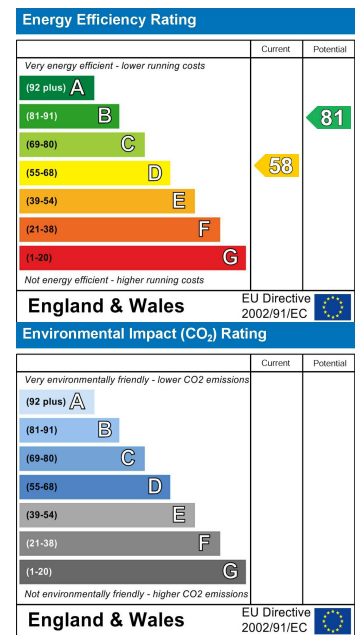 Energy Efficiency Rating
Current Potential
Very energy efficient - lower running costs
(92 plus) A
(81-91) B
81
(69-80) C
(55-68) D
58
(39-54) E
(21-38) F
(1-20) G
Not energy efficient - higher running costs
England & Wales
EU Directive
2002/91/EC
Environmental Impact (CO₂) Rating
Current Potential
Very environmentally friendly - lower CO2 emissions
(92 plus) A
(81-91) B
(69-80) C
(55-68) D
(39-54) E
(21-38) F
(1-20) G
Not environmentally friendly - higher CO2 emissions
England & Wales
EU Directive
2002/91/EC